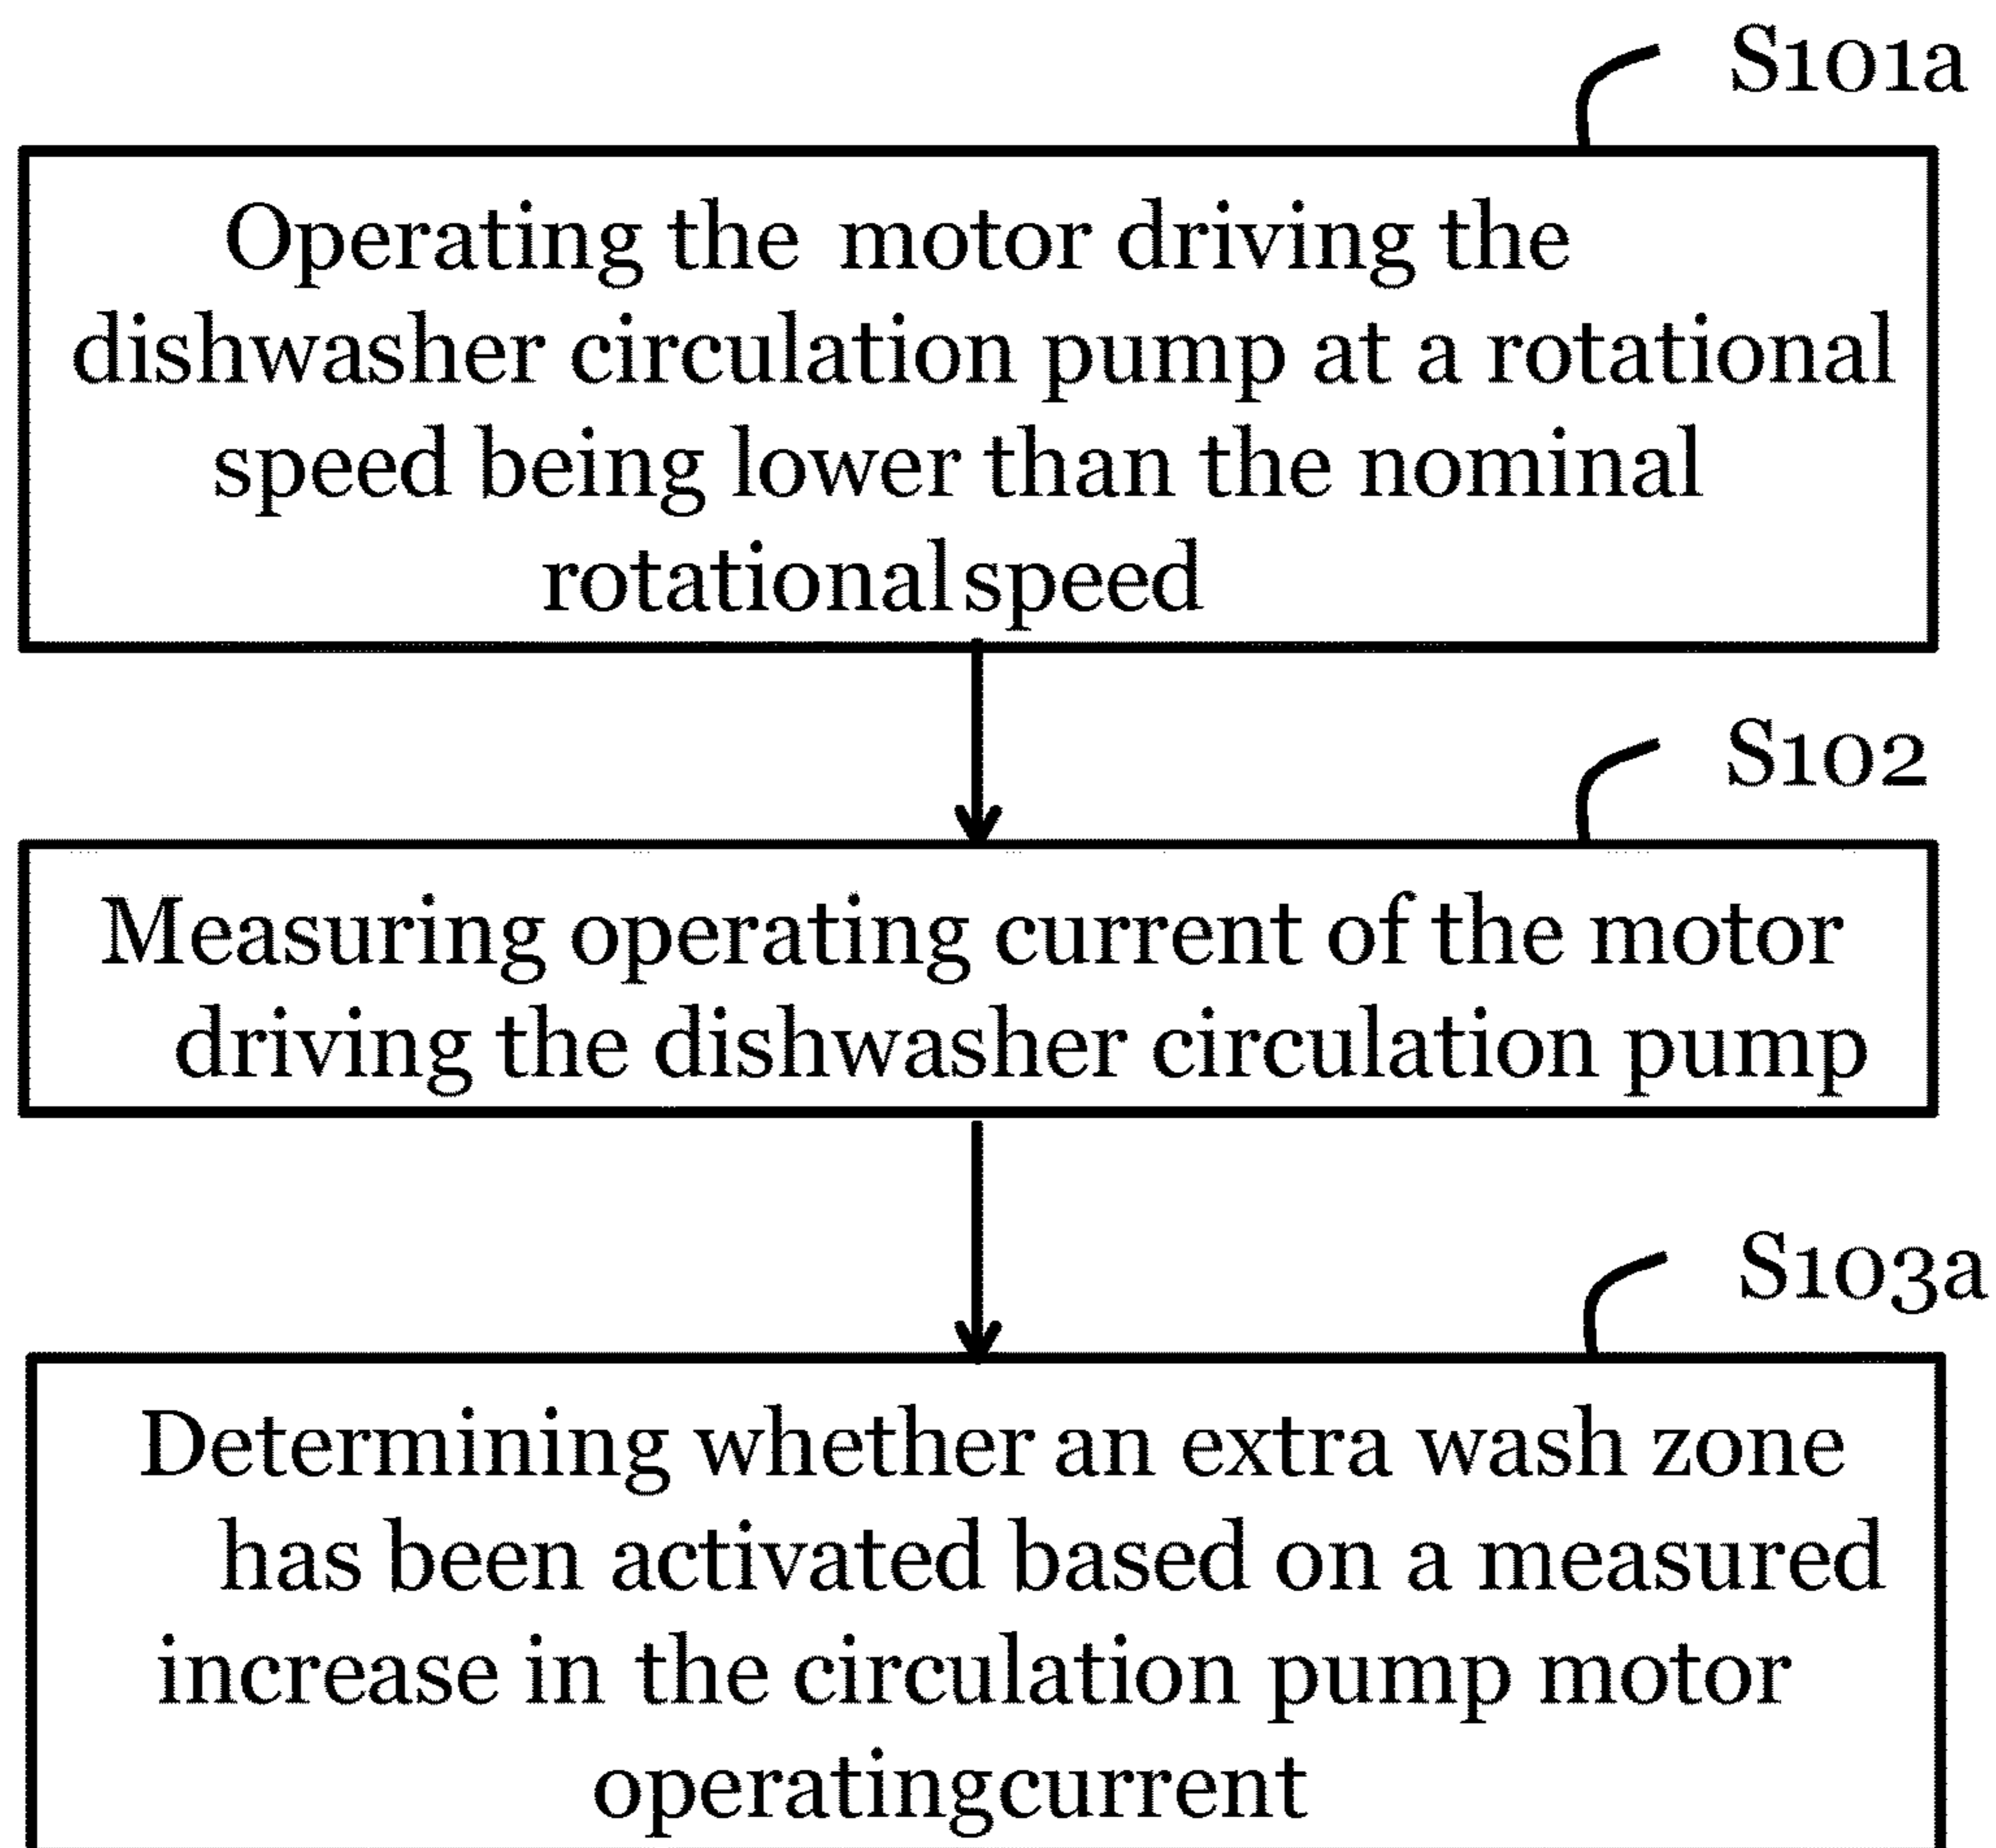 S101a
Operating the motor driving the
dishwasher circulation pump at a rotational
speed being lower than the nominal
rotational speed
S102
Measuring operating current of the motor
driving the dishwasher circulation pump
S103a
Determining whether an extra wash zone
has been activated based on a measured
increase in the circulation pump motor
operatingcurrent